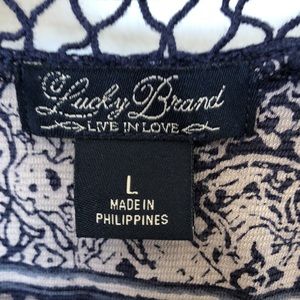 Lucky Brand
LIVE IN LOVE
L
MADE IN
PHILIPPINES